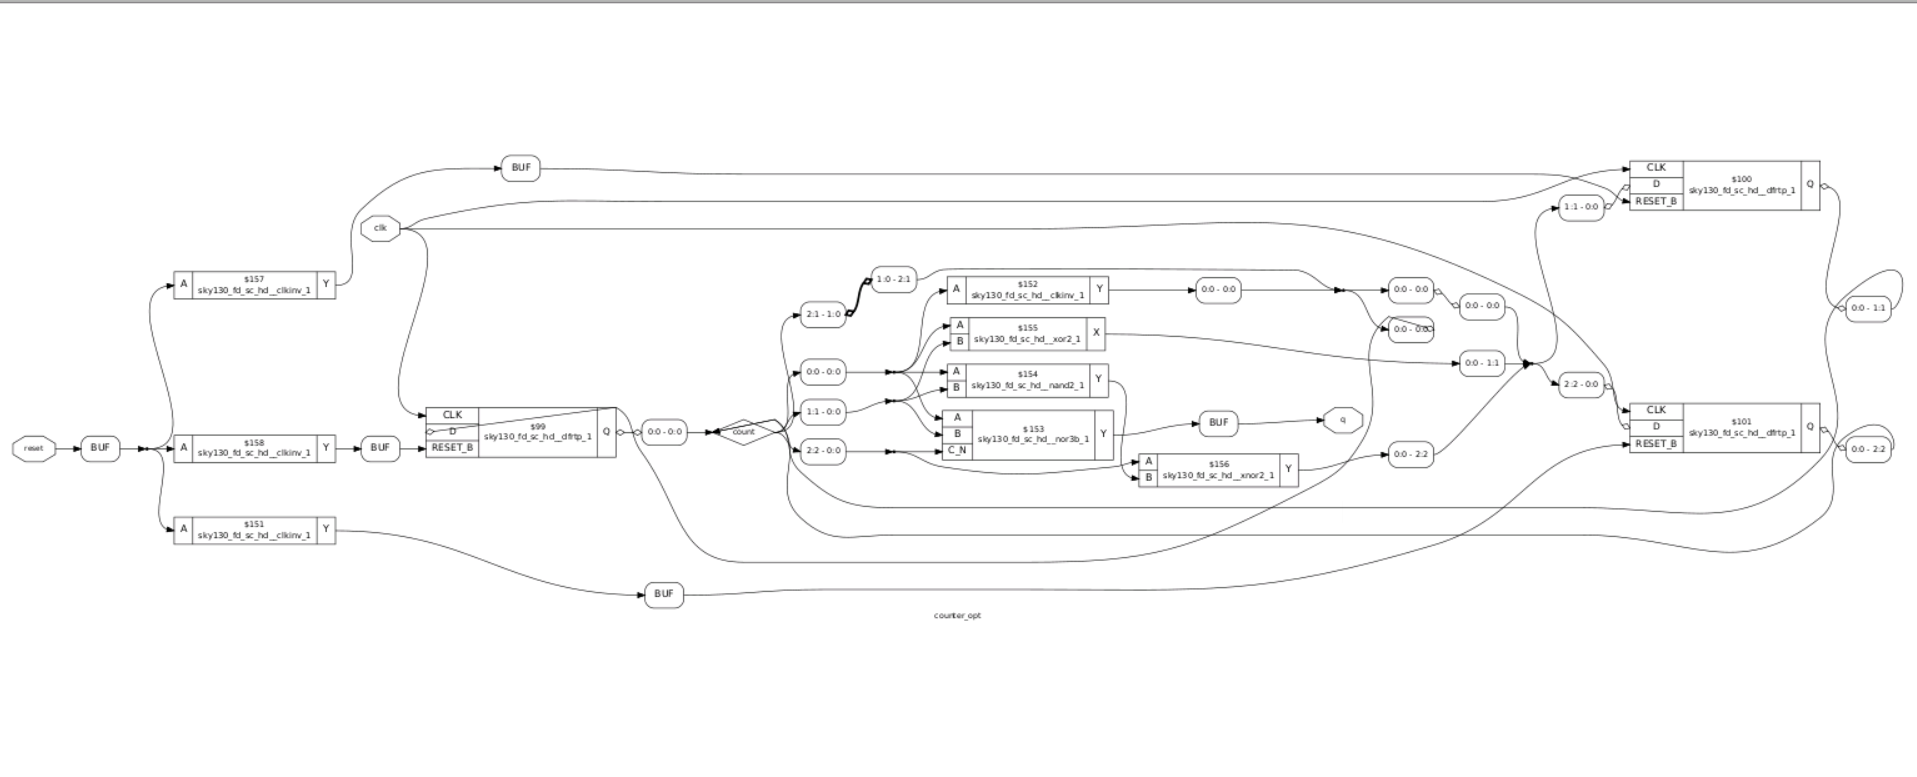 BUF
CLK
$100
D
Q
sky130_fd_sc_hd__dfrtp_1
RESET_B
1:1 - 0:0
clk
$157
A
Y
sky130_fd_sc_hd__clkinv_1
1:0 - 2:1
$152
A
Y
sky130_fd_sc_hd__clkinv_1
0:0 - 0:0
0:0 - 0:0
0:0 - 0:0
0:0 - 1:1
2:1 - 1:0
A
$155
X
B
sky130_fd_sc_hd__xor2_1
0:0 - 0:0
0:0 - 1:1
0:0 - 0:0
A
$154
Y
B
sky130_fd_sc_hd__nand2_1
2:2 - 0:0
1:1 - 0:0
CLK
$99
D
Q
sky130_fd_sc_hd__dfrtp_1
RESET_B
0:0 - 0:0
count
A
$153
B
Y
sky130_fd_sc_hd__nor3b_1
C_N
BUF
q
CLK
$101
D
Q
sky130_fd_sc_hd__dfrtp_1
RESET_B
reset
BUF
$158
A
Y
sky130_fd_sc_hd__clkinv_1
BUF
2:2 - 0:0
A
$156
Y
B
sky130_fd_sc_hd__xnor2_1
0:0 - 2:2
0:0 - 2:2
$151
A
Y
sky130_fd_sc_hd__clkinv_1
BUF
counter_opt